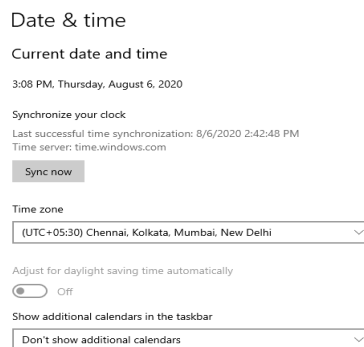 Date & time
Current date and time
3:08 PM, Thursday, August 6, 2020
Synchronize your clock
Last successful time synchronization: 8/6/2020 2:42:48 PM
Time server: time.windows.com
Sync now
Time zone
(UTC+05:30) Chennai, Kolkata, Mumbai, New Delhi
Adjust for daylight saving time automatically
Off
Show additional calendars in the taskbar
Don't show additional calendars